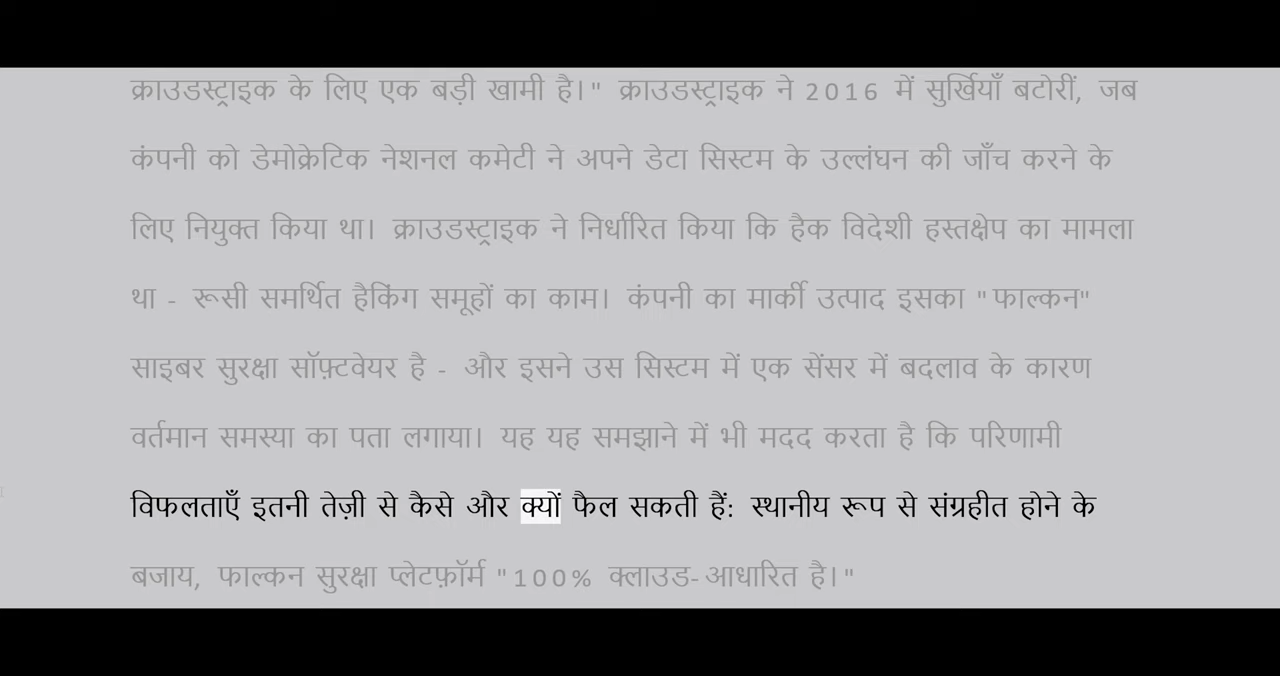 क्राउडस्ट्राइक के लिए एक बड़ी खामी है।" क्राउडस्ट्राइक ने 2016 में सुर्खियाँ बटोरीं, जब
कंपनी को डेमोक्रेटिक नेशनल कमेटी ने अपने डेटा सिस्टम के उल्लंघन की जाँच करने के
लिए नियुक्त किया था। क्राउडस्ट्राइक ने निर्धारित किया कि हैक विदेशी हस्तक्षेप का मामला
था - रूसी समर्थित हैकिंग समूहों का काम। कंपनी का मार्की उत्पाद इसका "फाल्कन"
साइबर सुरक्षा सॉफ़्टवेयर है - और इसने उस सिस्टम में एक सेंसर में बदलाव के कारण
वर्तमान समस्या का पता लगाया। यह यह समझाने में भी मदद करता है कि परिणामी
विफलताएँ इतनी तेज़ी से कैसे और क्यों फैल सकती हैं: स्थानीय रूप से संग्रहीत होने के
बजाय, फाल्कन सुरक्षा प्लेटफ़ॉर्म "100% क्लाउड-आधारित है।"